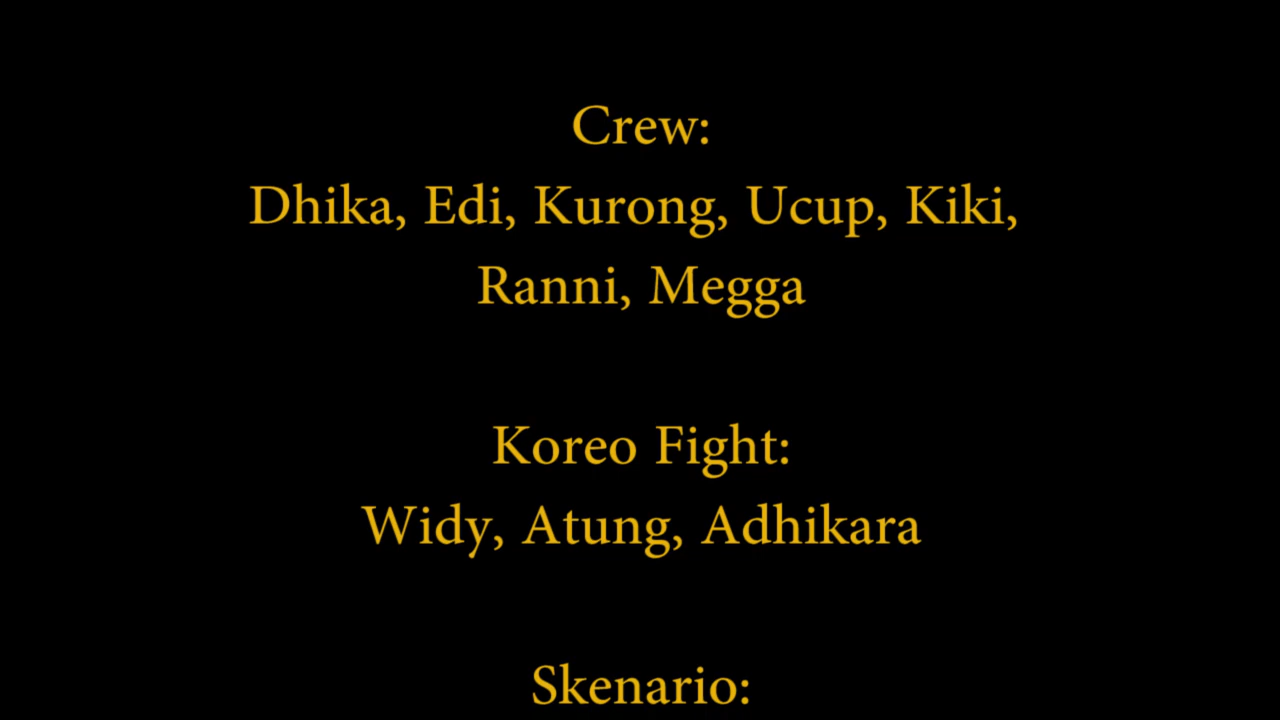 Crew:
Dhika, Edi, Kurong, Ucup, Kiki,
Ranni, Megga
Koreo Fight:
Widy, Atung, Adhikara
Skenario: